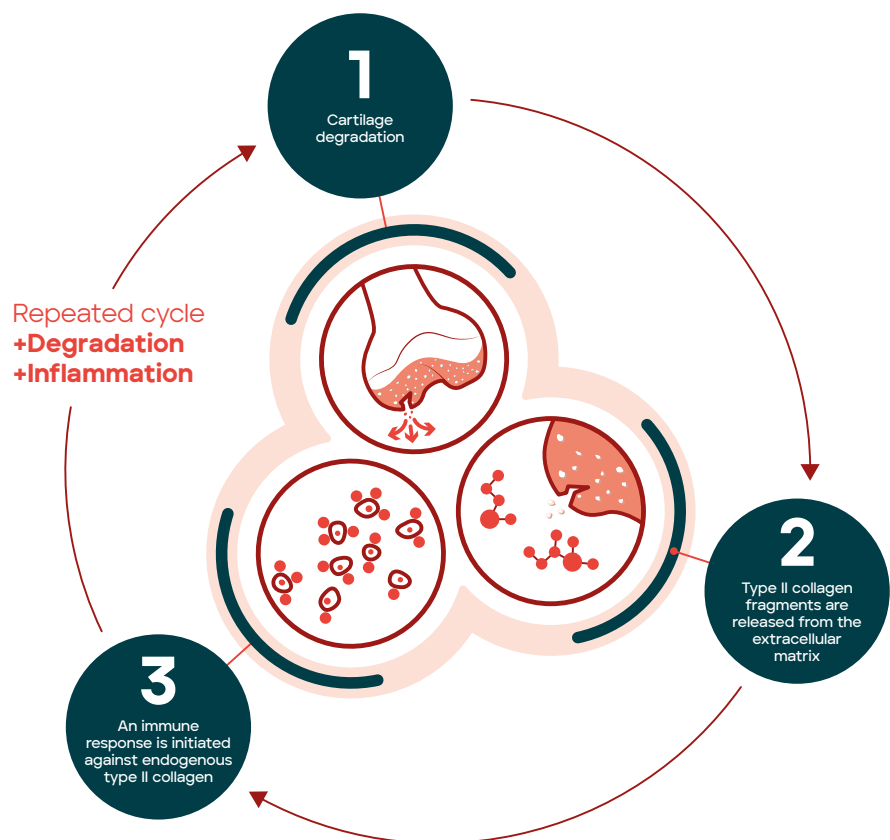 1
Cartilage
degradation
2
Type II collagen
fragments are
released from the
extracellular
matrix
3
An immune
response is initiated
against endogenous
type II collagen
Repeated cycle
+Degradation
+Inflammation